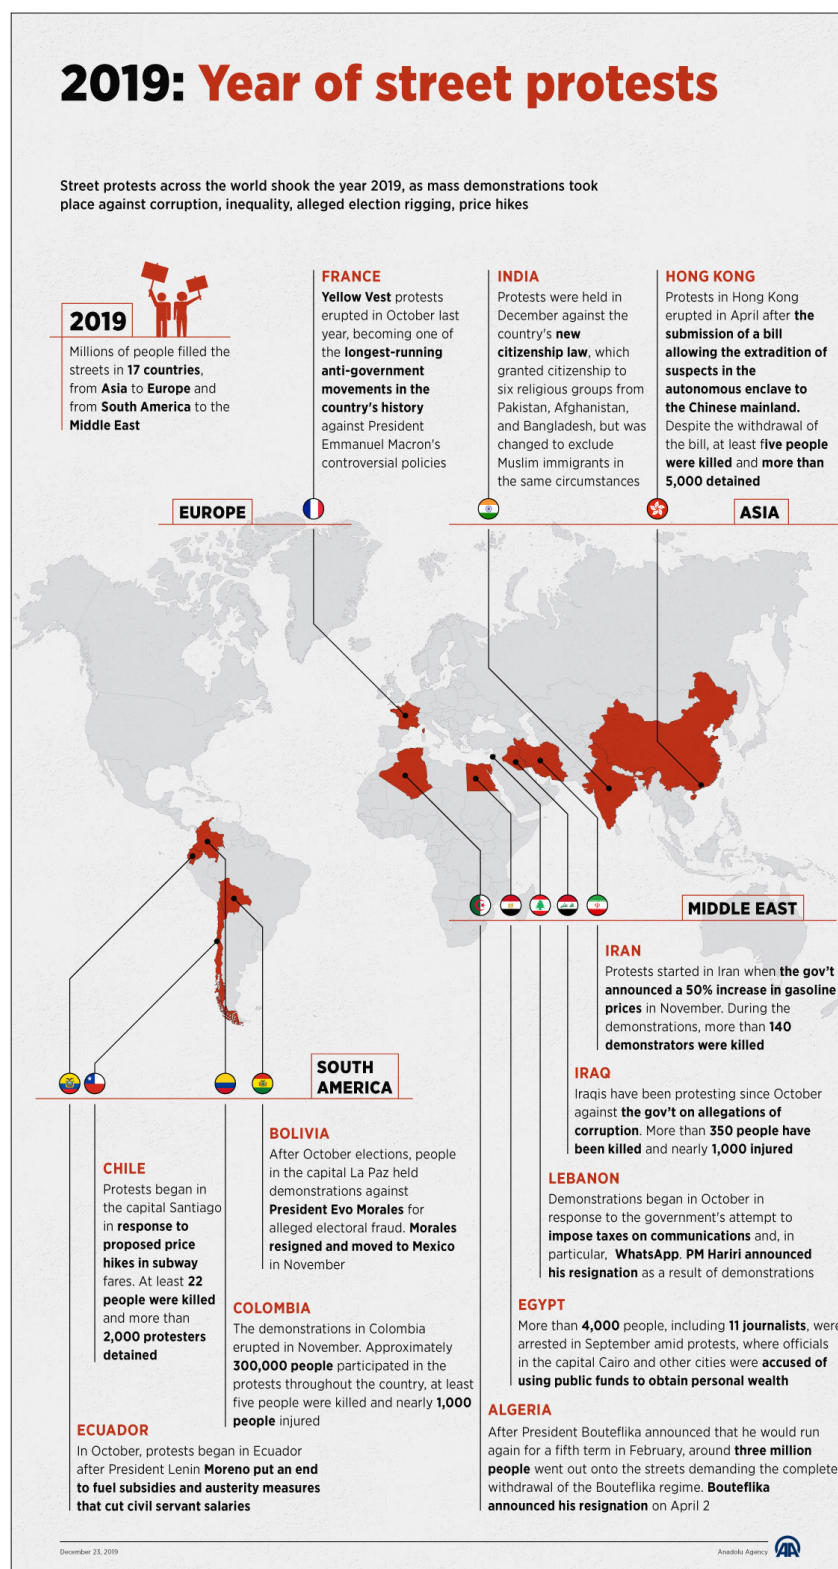 2019: Year of street protests
Street protests across the world shook the year 2019, as mass demonstrations took
place against corruption, inequality, alleged election rigging, price hikes
2019
Millions of people filled the
streets in 17 countries,
from Asia to Europe and
from South America to the
Middle East
FRANCE
Yellow Vest protests
erupted in October last
year, becoming one of
the longest-running
anti-government
movements in the
country's history
against President
Emmanuel Macron's
controversial policies
INDIA
Protests were held in
December against the
country's new
citizenship law, which
granted citizenship to
six religious groups from
Pakistan, Afghanistan,
and Bangladesh, but was
changed to exclude
Muslim immigrants in
the same circumstances
HONG KONG
Protests in Hong Kong
erupted in April after the
submission of a bill
allowing the extradition of
suspects in the
autonomous enclave to
the Chinese mainland.
Despite the withdrawal of
the bill, at least five people
were killed and more than
5,000 detained
EUROPE
ASIA
MIDDLE EAST
IRAN
Protests started in Iran when the gov't
announced a 50% increase in gasoline
prices in November. During the
demonstrations, more than 140
demonstrators were killed
IRAQ
Iraqis have been protesting since October
against the gov't on allegations of
corruption. More than 350 people have
been killed and nearly 1,000 injured
LEBANON
Demonstrations began in October in
response to the government's attempt to
impose taxes on communications and, in
particular, WhatsApp. PM Hariri announced
his resignation as a result of demonstrations
EGYPT
More than 4,000 people, including 11 journalists, were
arrested in September amid protests, where officials
in the capital Cairo and other cities were accused of
using public funds to obtain personal wealth
ALGERIA
After President Bouteflika announced that he would run
again for a fifth term in February, around three million
people went out onto the streets demanding the complete
withdrawal of the Bouteflika regime. Bouteflika
announced his resignation on April 2
SOUTH
AMERICA
BOLIVIA
After October elections, people
in the capital La Paz held
demonstrations against
President Evo Morales for
alleged electoral fraud. Morales
resigned and moved to Mexico
in November
CHILE
Protests began in
the capital Santiago
in response to
proposed price
hikes in subway
fares. At least 22
people were killed
and more than
2,000 protesters
detained
COLOMBIA
The demonstrations in Colombia
erupted in November. Approximately
300,000 people participated in the
protests throughout the country, at least
five people were killed and nearly 1,000
people injured
ECUADOR
In October, protests began in Ecuador
after President Lenin Moreno put an end
to fuel subsidies and austerity measures
that cut civil servant salaries
December 23, 2019
Anadolu Agency
AA